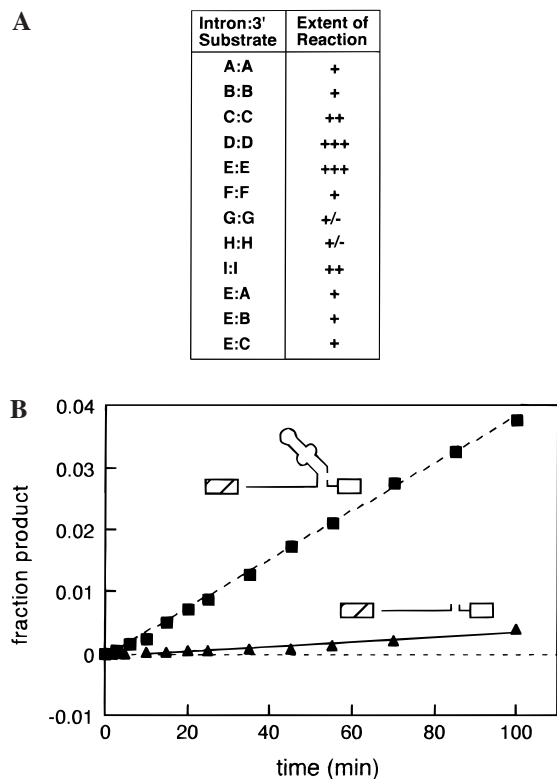 A
Intron:3' Extent of
Substrate Reaction
A:A +
B:B +
C:C ++
D:D +++
E:E +++
F:F +
G:G +/-
H:H +/-
I:I ++
E:A +
E:B +
E:C +
B
0.04
0.03
0.02
0.01
0
-0.01
fraction product
0 20 40 60 80 100
time (min)